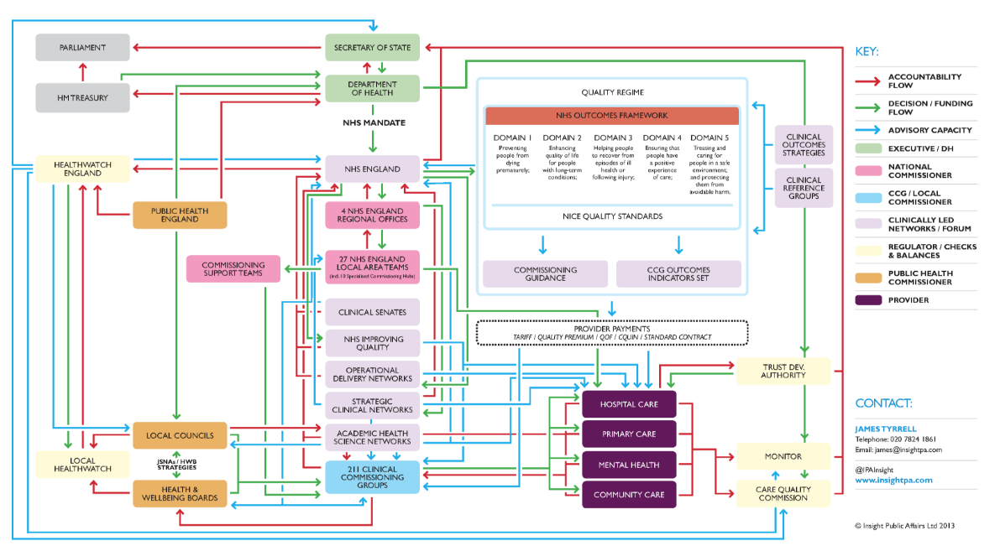 PARLIAMENT
SECRETARY OF STATE
HM TREASURY
DEPARTMENT
OF HEALTH
NHS MANDATE
HEALTHWATCH
ENGLAND
NHS ENGLAND
PUBLIC HEALTH
ENGLAND
4 NHS ENGLAND
REGIONAL OFFICES
COMMISSIONING
SUPPORT TEAMS
27 NHS ENGLAND
LOCAL AREA TEAMS
(incl. 10 Specialised Commissioning Hubs)
CLINICAL SENATES
NHS IMPROVING
QUALITY
OPERATIONAL
DELIVERY NETWORKS
STRATEGIC
CLINICAL NETWORKS
ACADEMIC HEALTH
SCIENCE NETWORKS
211 CLINICAL
COMMISSIONING
GROUPS
LOCAL COUNCILS
JSNAs / HWB
STRATEGIES
LOCAL
HEALTHWATCH
HEALTH &
WELLBEING BOARDS
QUALITY REGIME
NHS OUTCOMES FRAMEWORK
DOMAIN 1
Preventing
people from
dying
prematurely;
DOMAIN 2
Enhancing
quality of life
for people
with long-term
conditions;
DOMAIN 3
Helping people
to recover from
episodes of ill
health or
following injury;
DOMAIN 4
Ensuring that
people have
a positive
experience
of care;
DOMAIN 5
Treating and
caring for
people in a safe
environment;
and protecting
them from
avoidable harm.
NICE QUALITY STANDARDS
COMMISSIONING
GUIDANCE
CCG OUTCOMES
INDICATORS SET
PROVIDER PAYMENTS
TARIFF / QUALITY PREMIUM / QOF / CQUIN / STANDARD CONTRACT
HOSPITAL CARE
PRIMARY CARE
MENTAL HEALTH
COMMUNITY CARE
CLINICAL
OUTCOMES
STRATEGIES
CLINICAL
REFERENCE
GROUPS
TRUST DEV.
AUTHORITY
MONITOR
CARE QUALITY
COMMISSION
KEY:
ACCOUNTABILITY
FLOW
DECISION / FUNDING
FLOW
ADVISORY CAPACITY
EXECUTIVE / DH
NATIONAL
COMMISSIONER
CCG / LOCAL
COMMISSIONER
CLINICALLY LED
NETWORKS / FORUM
REGULATOR / CHECKS
& BALANCES
PUBLIC HEALTH
COMMISSIONER
PROVIDER
CONTACT:
JAMES TYRRELL
Telephone: 020 7824 1861
Email: james@insightpa.com
@IPAInsight
www.insightpa.com
© Insight Public Affairs Ltd 2013